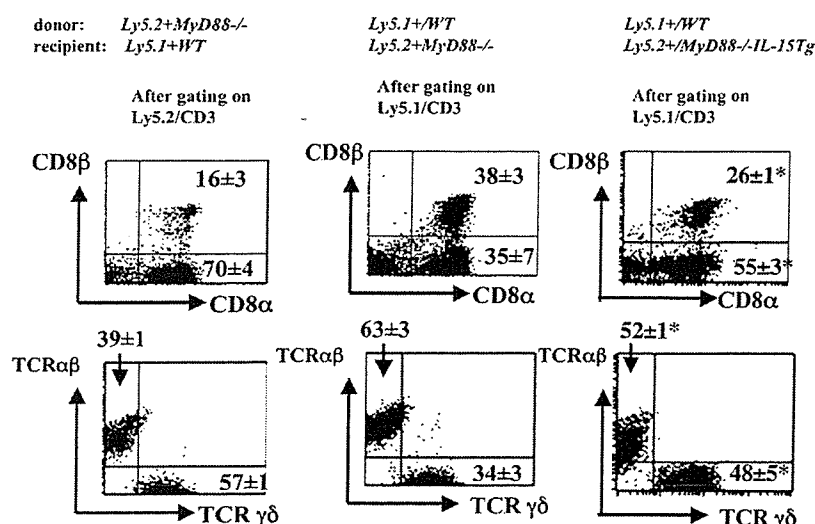 donor: Ly5.2+MyD88-/-
recipient: Ly5.1+WT
Ly5.1+/WT
Ly5.2+MyD88-/-
Ly5.1+/WT
Ly5.2+/MyD88-/-IL-15Tg
After gating on
Ly5.2/CD3
After gating on
Ly5.1/CD3
After gating on
Ly5.1/CD3
CD8β
16±3
70±4
CD8α
CD8β
38±3
35±7
CD8α
CD8β
26±1*
55±3*
CD8α
39±1
TCRαβ
57±1
TCR γδ
63±3
TCRαβ
34±3
TCR γδ
52±1*
TCRαβ
48±5*
TCR γδ